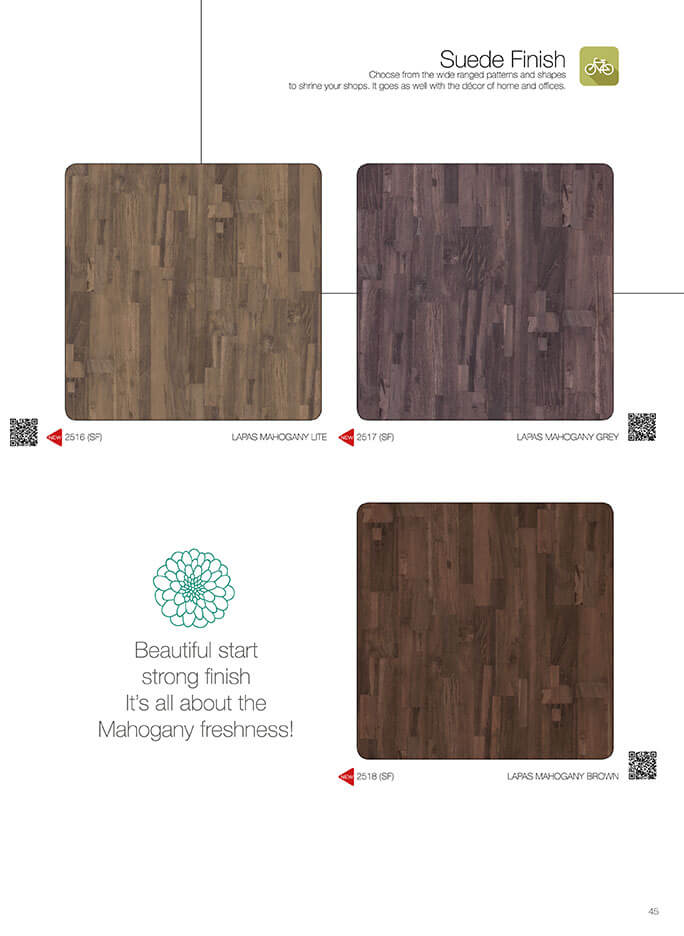 Suede Finish
Choose from the wide ranged patterns and shapes
to shrine your shops. It goes as well with the décor of home and offices.
NEW 2516 (SF) LAPAS MAHOGANY LITE
NEW 2517 (SF) LAPAS MAHOGANY GREY
Beautiful start
strong finish
It's all about the
Mahogany freshness!
NEW 2518 (SF) LAPAS MAHOGANY BROWN
45